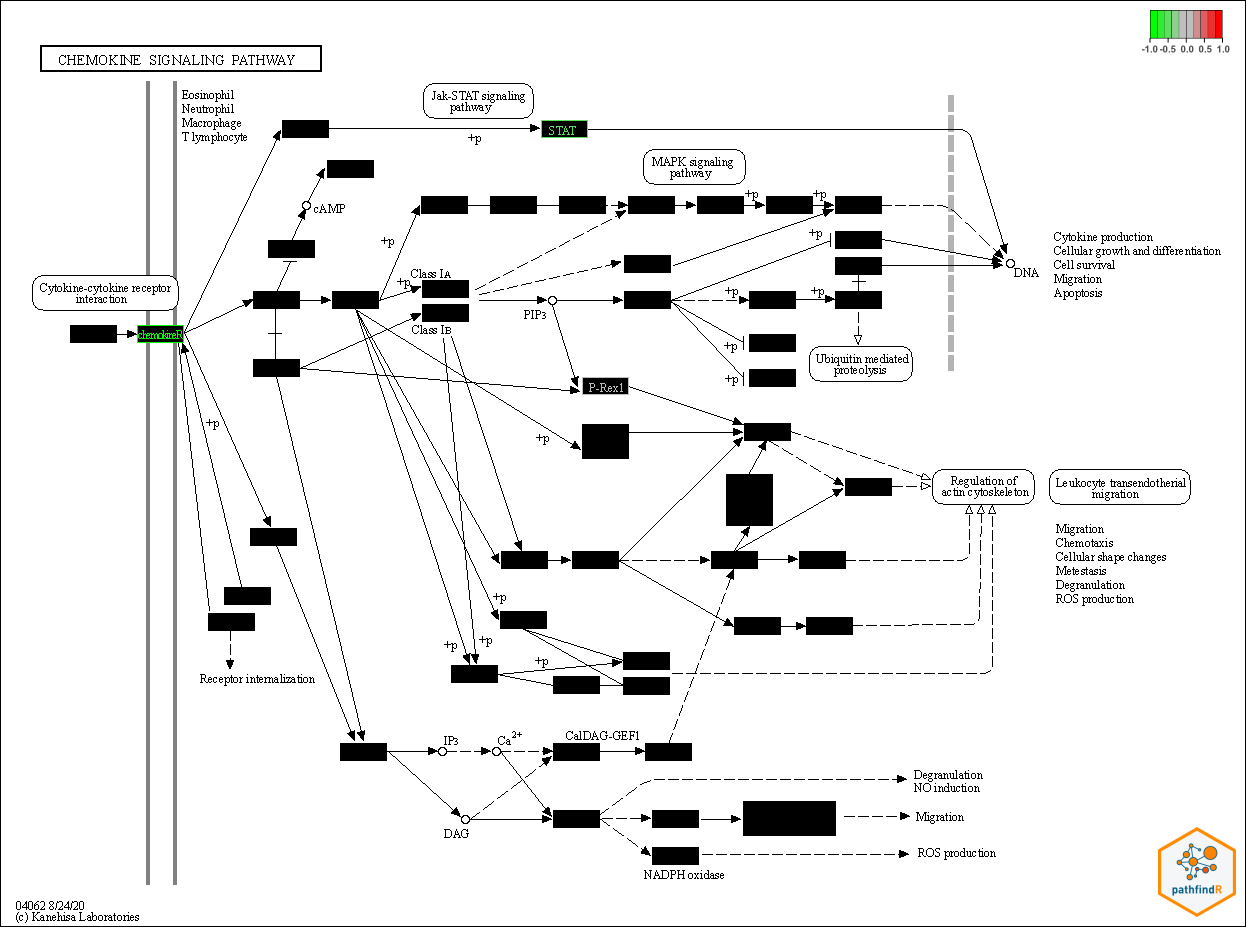 -1.0 -0.5 0.0 0.5 1.0
CHEMOKINE SIGNALING PATHWAY
Eosinophil
Neutrophil
Macrophage
T lymphocyte
Jak-STAT signaling
pathway
STAT
+p
MAPK signaling
pathway
+p
+p
cAMP
+p
+p
Cytokine production
Cellular growth and differentiation
Cell survival
Migration
Apoptosis
DNA
Cytokine-cytokine receptor
interaction
Class IA
+p
Class IB
PIP3
+p
+p
+p
+p
chemokineR
Ubiquitin mediated
proteolysis
P-Rex1
+p
+p
Regulation of
actin cytoskeleton
Leukocyte transendotherial
migration
Migration
Chemotaxis
Cellular shape changes
Metestasis
Degranulation
ROS production
+p
+p
+p
+p
Receptor internalization
IP3
Ca2+
CalDAG-GEF1
DAG
Degranulation
NO induction
Migration
ROS production
NADPH oxidase
pathfindR
04062 8/24/20
(c) Kanehisa Laboratories